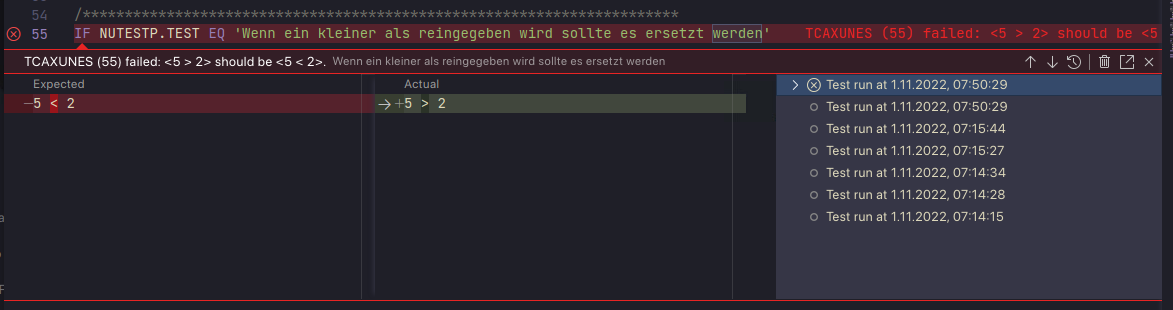 54 /***********************************************************************
55 IF NUTESTP.TEST EQ 'Wenn ein kleiner als reingegeben wird sollte es ersetzt werden' TCAXUNES (55) failed: <5 > 2> should be <5
TCAXUNES (55) failed: <5 > 2> should be <5 < 2>. Wenn ein kleiner als reingegeben wird sollte es ersetzt werden
Expected Actual
−5 < 2 →+5 > 2
Test run at 1.11.2022, 07:50:29
Test run at 1.11.2022, 07:50:29
Test run at 1.11.2022, 07:15:44
Test run at 1.11.2022, 07:15:27
Test run at 1.11.2022, 07:14:34
Test run at 1.11.2022, 07:14:28
Test run at 1.11.2022, 07:14:15